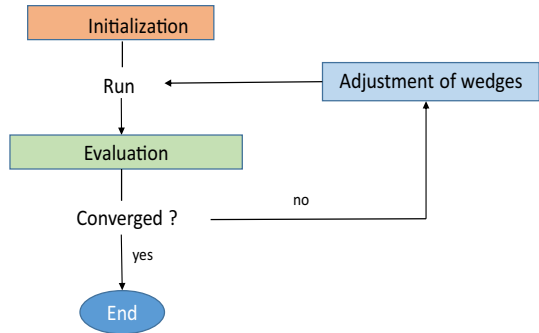 Initialization
Run
Adjustment of wedges
Evaluation
no
Converged ?
yes
End